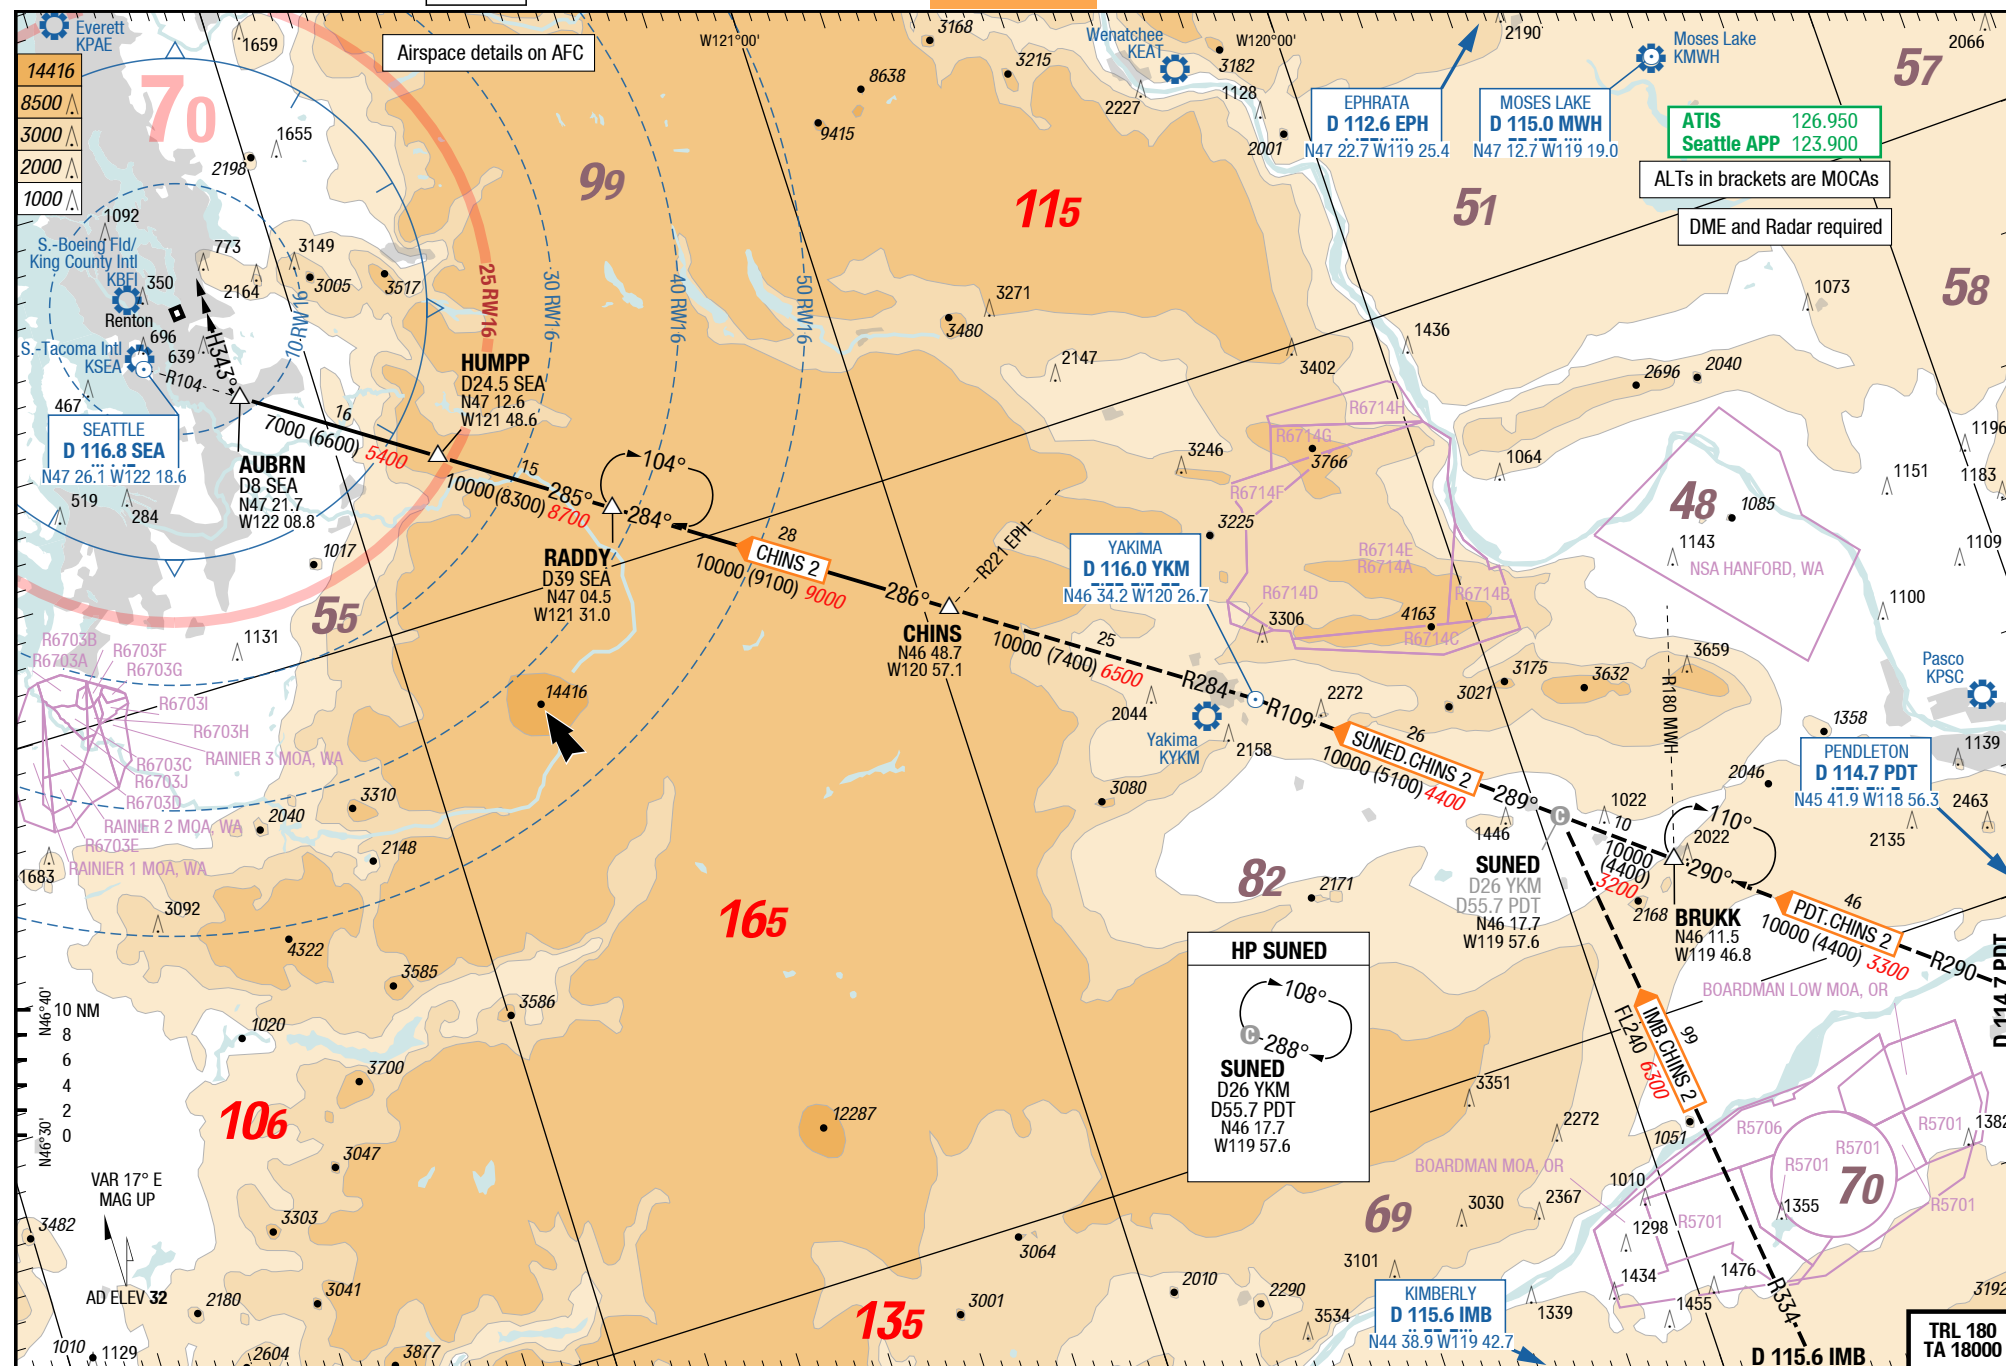 Everett
KPAE
Airspace details on AFC
14416
8500
3000
2000
1000
70
1659
1655
2198
W121°00'
3168
3215
8638
9415
Wenatchee
KEAT
2227
3182
1128
2001
W120°00'
2190
EPHRATA
D 112.6 EPH
N47 22.7 W119 25.4
MOSES LAKE
D 115.0 MWH
N47 12.7 W119 19.0
Moses Lake
KMWH
57
2066
ATIS 126.950
Seattle APP 123.900
ALTs in brackets are MOCAs
DME and Radar required
99
115
51
58
1092
S.-Boeing Fld/
King County Intl
KBFI
350
Renton
696
639
S.-Tacoma Intl
KSEA
773
2164
3149
3005
3517
10 RW16
25 RW16
30 RW16
40 RW16
50 RW16
H343°
R104
467
SEATTLE
D 116.8 SEA
N47 26.1 W122 18.6
519
284
AUBRN
D8 SEA
N47 21.7
W122 08.8
16
7000 (6600) 5400
HUMPP
D24.5 SEA
N47 12.6
W121 48.6
15
10000 (8300) 8700
285°
104°
284°
RADDY
D39 SEA
N47 04.5
W121 31.0
28
CHINS 2
10000 (9100) 9000
286°
CHINS
N46 48.7
W120 57.1
R221 EPH
25
10000 (7400) 6500
R284
3480
3271
2147
3402
1436
1073
2696
2040
3246
3225
R6714H
R6714G
3766
R6714F
R6714E
R6714A
R6714D
R6714B
R6714C
3306
4163
1064
48
1085
1143
NSA HANFORD, WA
1196
1151
1183
1109
1100
YAKIMA
D 116.0 YKM
N46 34.2 W120 26.7
2044
Yakima
KYKM
2158
2272
R109
26
SUNED.CHINS 2
10000 (5100) 4400
289°
3021
3175
3632
3659
R180 MWH
Pasco
KPSC
1358
1139
PENDLETON
D 114.7 PDT
N45 41.9 W118 56.3
2046
2463
2135
1017
55
1131
R6703B
R6703A
R6703F
R6703G
R6703I
R6703H
RAINIER 3 MOA, WA
R6703C
R6703J
R6703D
RAINIER 2 MOA, WA
R6703E
RAINIER 1 MOA, WA
1683
14416
3310
2040
2148
3092
4322
3585
3586
165
82
3080
2171
1446
1022
10
10000
(4400)
3200
2022
110°
290°
2168
SUNED
D26 YKM
D55.7 PDT
N46 17.7
W119 57.6
BRUKK
N46 11.5
W119 46.8
46
PDT.CHINS 2
10000 (4400) 3300
R290
D 114.7 PDT
HP SUNED
108°
288°
SUNED
D26 YKM
D55.7 PDT
N46 17.7
W119 57.6
99
IMB.CHINS 2
FL240 6300
BOARDMAN LOW MOA, OR
N46°40'
10 NM
8
6
4
2
0
N46°30'
1020
3700
106
3047
VAR 17° E
MAG UP
AD ELEV 32
3482
3303
3041
2180
1010
1129
2604
3877
12287
3064
3001
135
2010
2290
3534
69
3101
3351
2272
3030
2367
1051
R5706
R5701
R5701
R5701
R5701
R5701
70
1382
1355
BOARDMAN MOA, OR
1010
1298
1434
1476
1455
1339
KIMBERLY
D 115.6 IMB
N44 38.9 W119 42.7
R334
D 115.6 IMB
3192
TRL 180
TA 18000